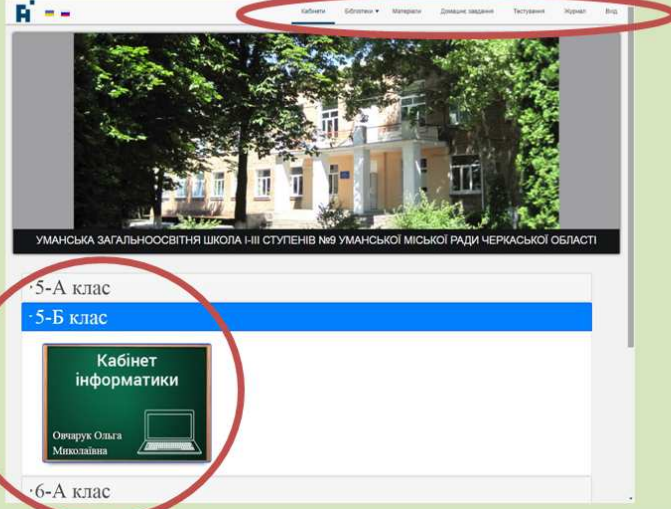 Кабінети Бібліотеки ▾ Матеріали Домашнє завдання Тестування Журнал Вхід
УМАНСЬКА ЗАГАЛЬНООСВІТНЯ ШКОЛА І-ІІІ СТУПЕНІВ №9 УМАНСЬКОЇ МІСЬКОЇ РАДИ ЧЕРКАСЬКОЇ ОБЛАСТІ
·5-А клас
·5-Б клас
Кабінет
інформатики
Овчарук Ольга
Миколаївна
·6-А клас